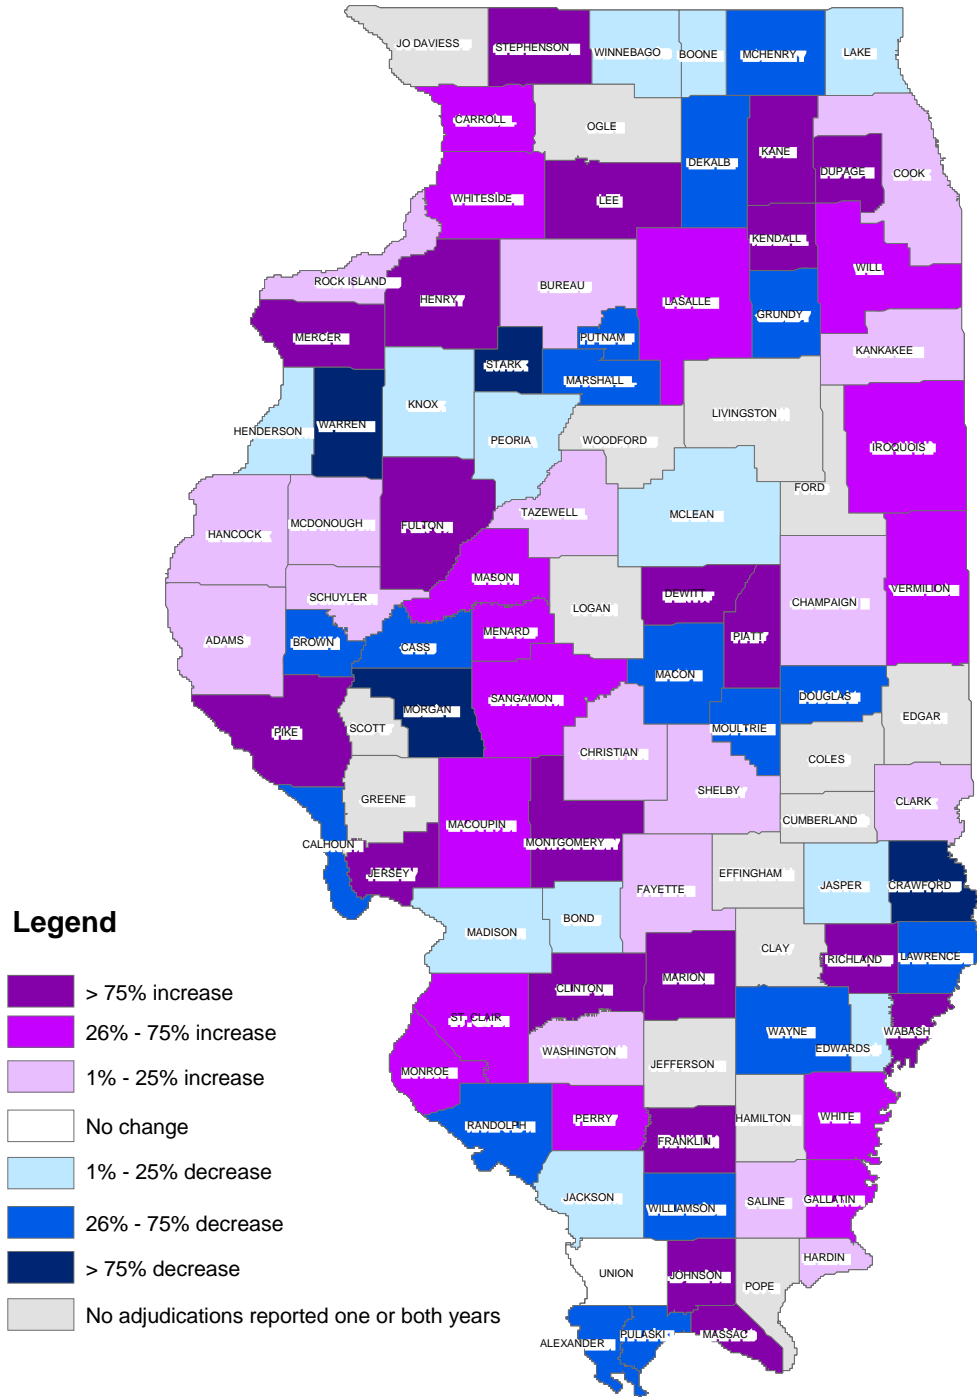 JO DAVIESS
STEPHENSON
WINNEBAGO
BOONE
MCHENRY
LAKE
CARROLL
OGLE
DEKALB
KANE
DUPAGE
COOK
WHITESIDE
LEE
KENDALL
WILL
ROCK ISLAND
HENRY
BUREAU
LASALLE
GRUNDY
MERCER
PUTNAM
KANKAKEE
STARK
MARSHALL
HENDERSON
WARREN
KNOX
PEORIA
WOODFORD
LIVINGSTON
IROQUOIS
FORD
HANCOCK
MCDONOUGH
FULTON
TAZEWELL
MCLEAN
SCHUYLER
MASON
LOGAN
DEWITT
PIATT
CHAMPAIGN
VERMILION
ADAMS
BROWN
CASS
MENARD
MACON
SANGAMON
DOUGLAS
PIKE
SCOTT
MORGAN
MOULTRIE
EDGAR
CHRISTIAN
COLES
GREENE
SHELBY
CLARK
CUMBERLAND
CALHOUN
JERSEY
MACOUPIN
MONTGOMERY
FAYETTE
EFFINGHAM
JASPER
CRAWFORD
MADISON
BOND
CLAY
RICHLAND
LAWRENCE
CLINTON
MARION
ST. CLAIR
WASHINGTON
JEFFERSON
WAYNE
EDWARDS
WABASH
MONROE
RANDOLPH
PERRY
FRANKLIN
HAMILTON
WHITE
JACKSON
WILLIAMSON
SALINE
GALLATIN
HARDIN
UNION
JOHNSON
POPE
ALEXANDER
PULASKI
MASSAC
Legend
> 75% increase
26% - 75% increase
1% - 25% increase
No change
1% - 25% decrease
26% - 75% decrease
> 75% decrease
No adjudications reported one or both years